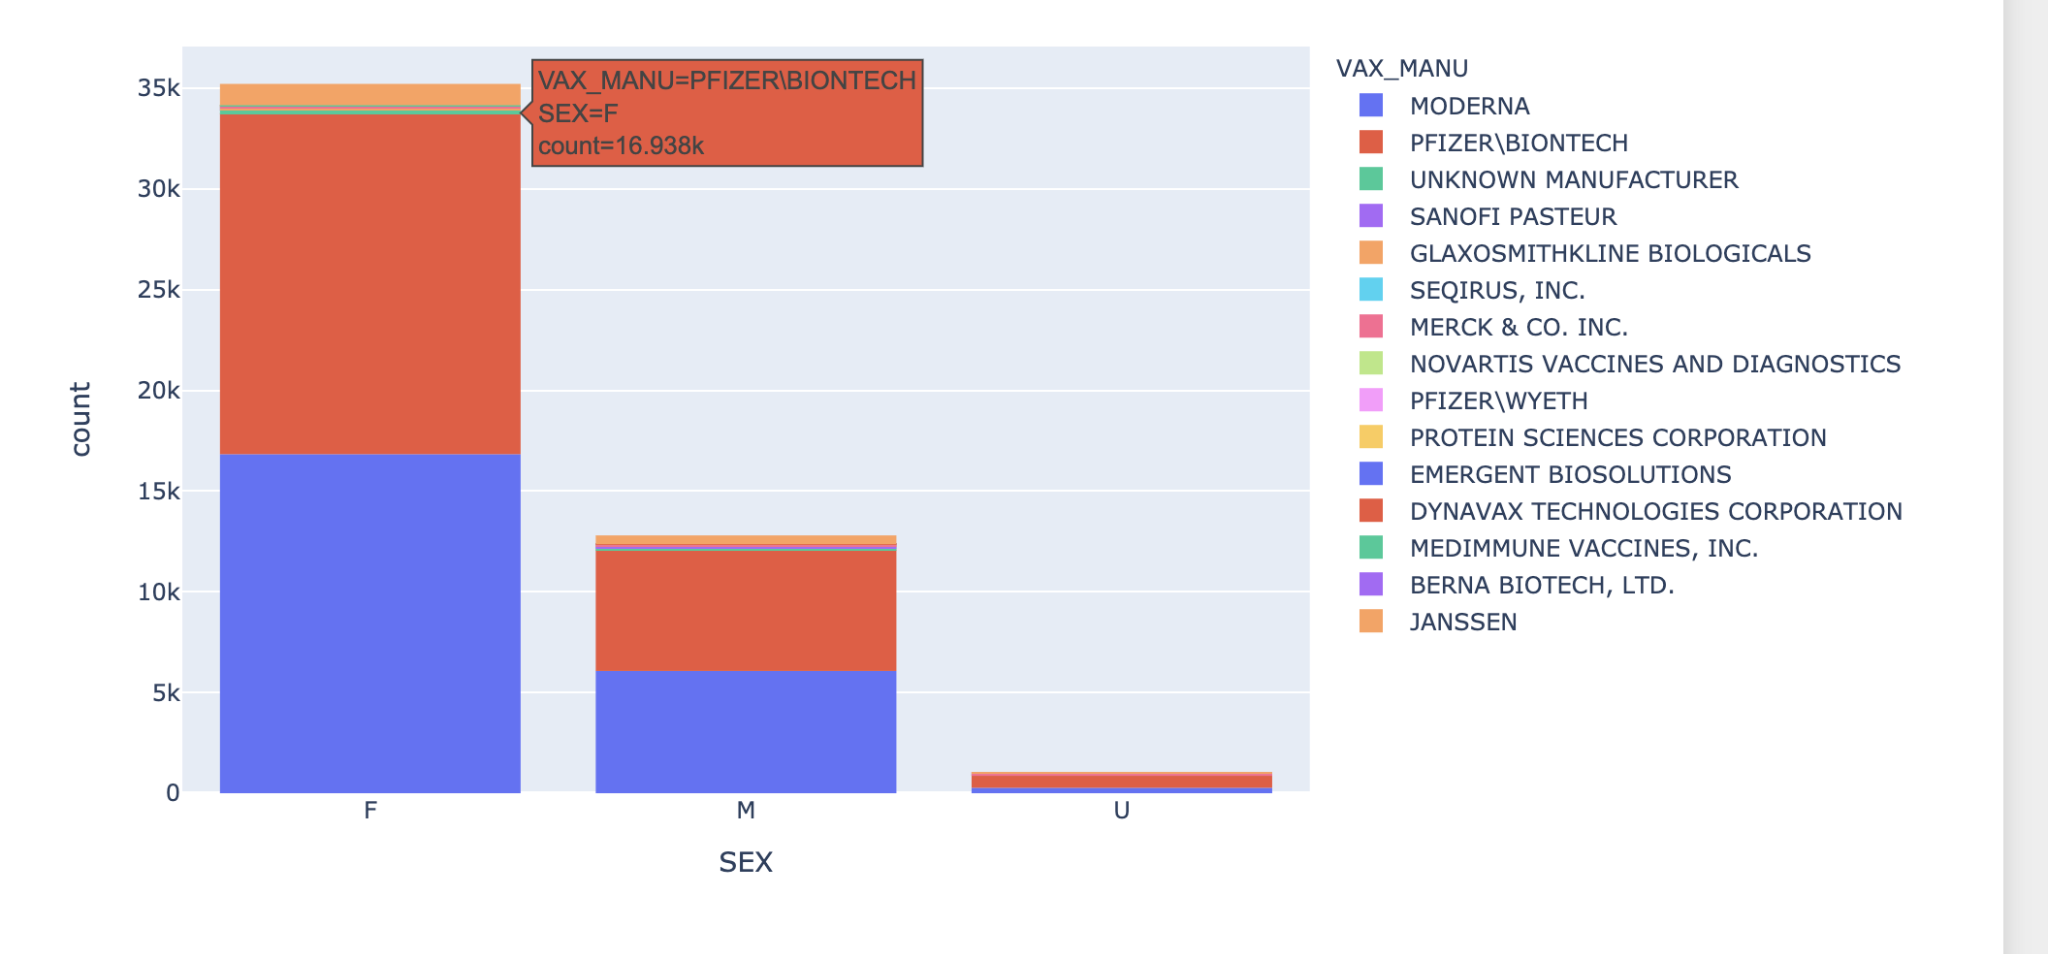 VAX_MANU=PFIZER\BIONTECH
SEX=F
count=16.938k
35k
30k
25k
20k
15k
10k
5k
0
count
F
M
U
SEX
VAX_MANU
MODERNA
PFIZER\BIONTECH
UNKNOWN MANUFACTURER
SANOFI PASTEUR
GLAXOSMITHKLINE BIOLOGICALS
SEQIRUS, INC.
MERCK & CO. INC.
NOVARTIS VACCINES AND DIAGNOSTICS
PFIZER\WYETH
PROTEIN SCIENCES CORPORATION
EMERGENT BIOSOLUTIONS
DYNAVAX TECHNOLOGIES CORPORATION
MEDIMMUNE VACCINES, INC.
BERNA BIOTECH, LTD.
JANSSEN